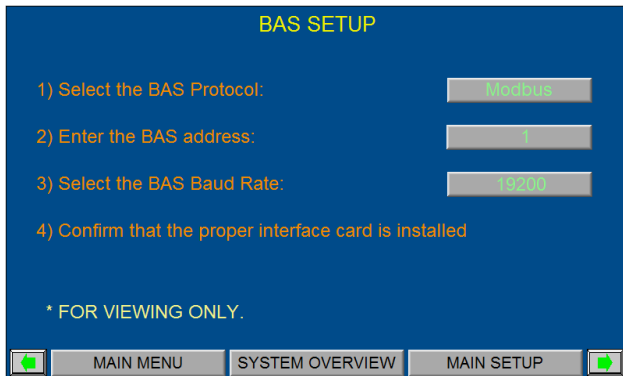 BAS SETUP
1) Select the BAS Protocol: Modbus
2) Enter the BAS address: 1
3) Select the BAS Baud Rate: 19200
4) Confirm that the proper interface card is installed
* FOR VIEWING ONLY.
MAIN MENU SYSTEM OVERVIEW MAIN SETUP